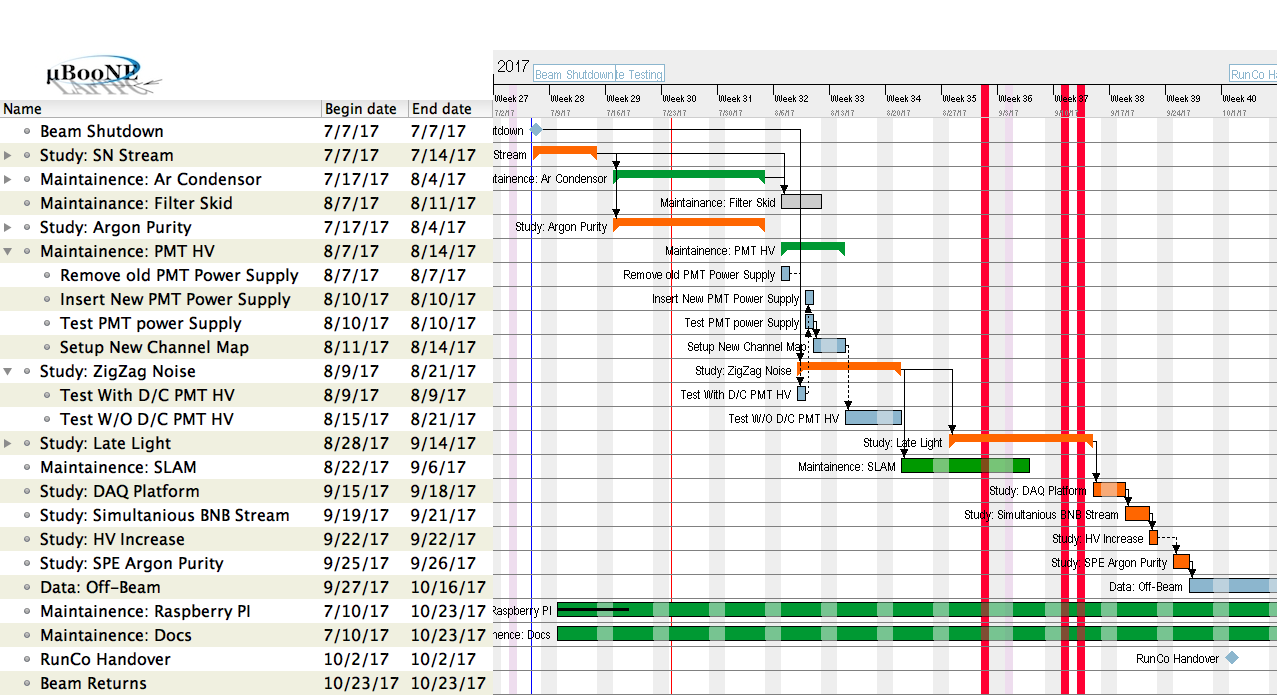 µBooNE
LArTPC
2017
Beam Shutdown te Testing
RunCo Ha
Name Begin date End date
Week 27 Week 28 Week 29 Week 30 Week 31 Week 32 Week 33 Week 34 Week 35 Week 36 Week 37 Week 38 Week 39 Week 40
7/2/17 7/9/17 7/16/17 7/23/17 7/30/17 8/6/17 8/13/17 8/20/17 8/27/17 9/3/17 9/17/17 9/24/17 10/1/17
Beam Shutdown 7/7/17 7/7/17 utdown
Study: SN Stream 7/7/17 7/14/17 Stream
Maintainence: Ar Condensor 7/17/17 8/4/17 ntainence: Ar Condensor
Maintainance: Filter Skid 8/7/17 8/11/17 Maintainance: Filter Skid
Study: Argon Purity 7/17/17 8/4/17 Study: Argon Purity
Maintainence: PMT HV 8/7/17 8/14/17 Maintainence: PMT HV
Remove old PMT Power Supply 8/7/17 8/7/17 Remove old PMT Power Supply
Insert New PMT Power Supply 8/10/17 8/10/17 Insert New PMT Power Supply
Test PMT power Supply 8/10/17 8/10/17 Test PMT power Supply
Setup New Channel Map 8/11/17 8/14/17 Setup New Channel Map
Study: ZigZag Noise 8/9/17 8/21/17 Study: ZigZag Noise
Test With D/C PMT HV 8/9/17 8/9/17 Test With D/C PMT HV
Test W/O D/C PMT HV 8/15/17 8/21/17 Test W/O D/C PMT HV
Study: Late Light 8/28/17 9/14/17 Study: Late Light
Maintainence: SLAM 8/22/17 9/6/17 Maintainence: SLAM
Study: DAQ Platform 9/15/17 9/18/17 Study: DAQ Platform
Study: Simultanious BNB Stream 9/19/17 9/21/17 Study: Simultanious BNB Stream
Study: HV Increase 9/22/17 9/22/17 Study: HV Increase
Study: SPE Argon Purity 9/25/17 9/26/17 Study: SPE Argon Purity
Data: Off-Beam 9/27/17 10/16/17 Data: Off-Beam
Maintainence: Raspberry PI 7/10/17 10/23/17 Raspberry PI
Maintainence: Docs 7/10/17 10/23/17 nence: Docs
RunCo Handover 10/2/17 10/2/17 RunCo Handover
Beam Returns 10/23/17 10/23/17